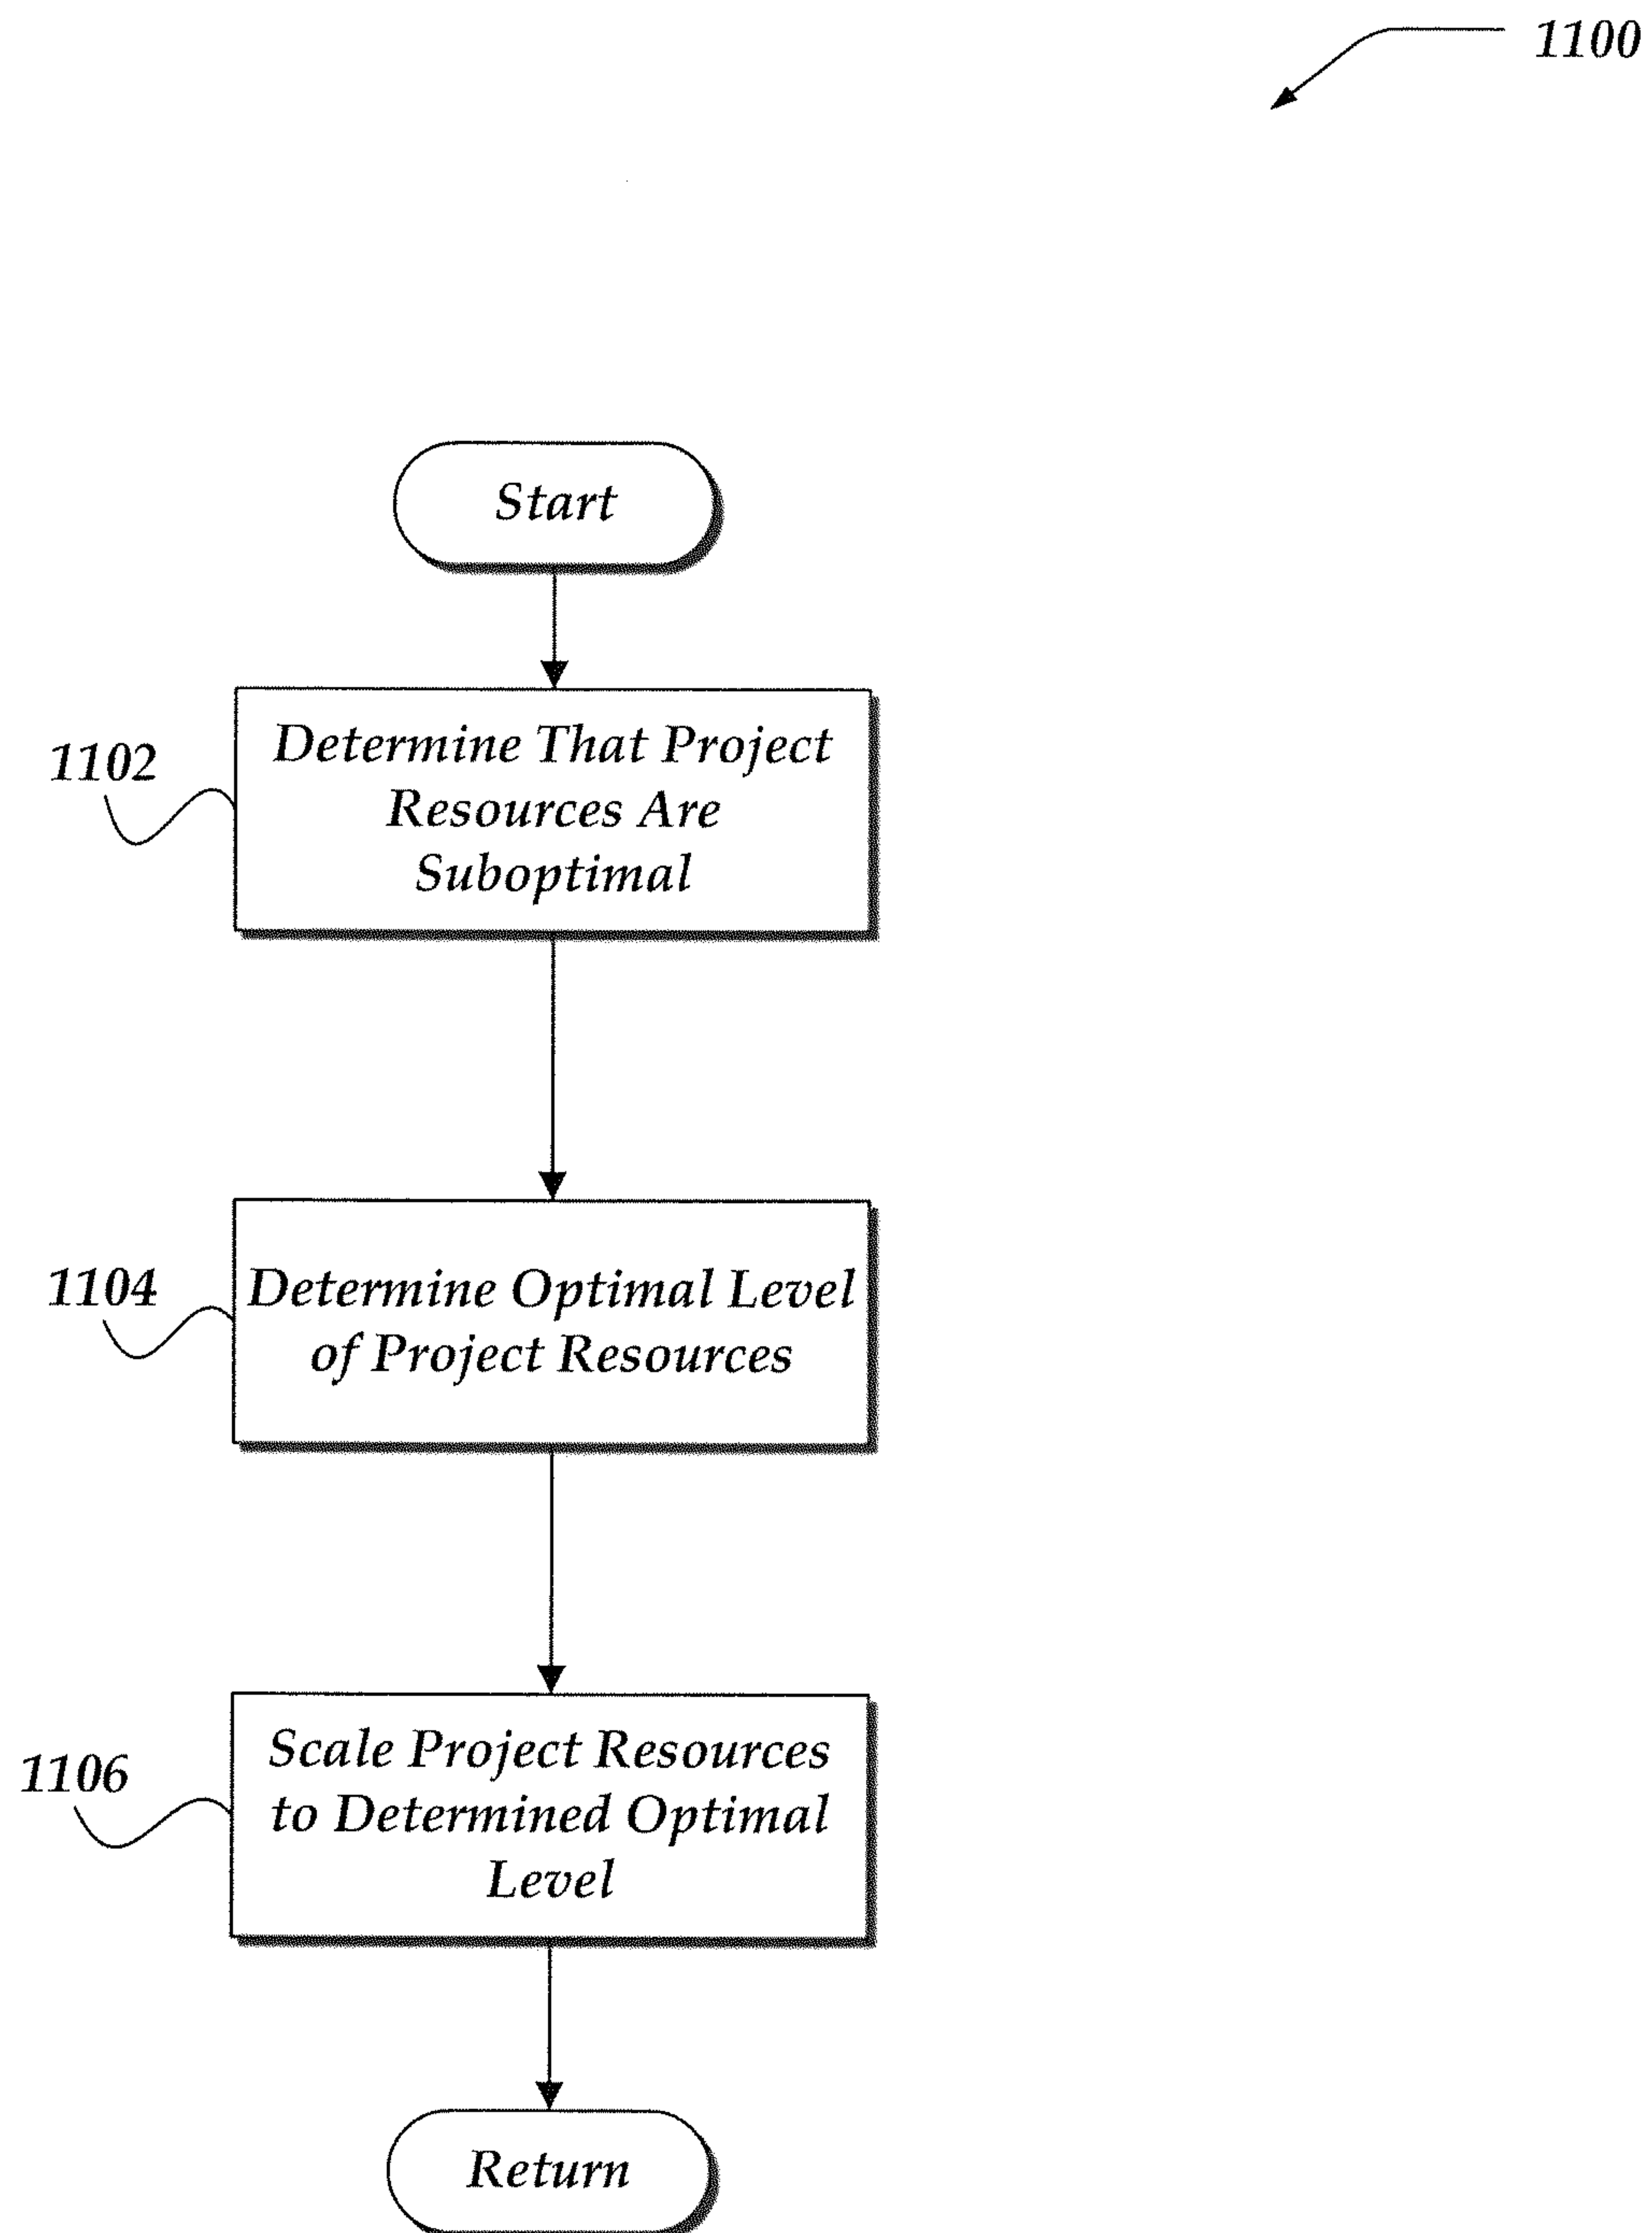 1100
Start
1102
Determine That Project
Resources Are
Suboptimal
1104
Determine Optimal Level
of Project Resources
1106
Scale Project Resources
to Determined Optimal
Level
Return